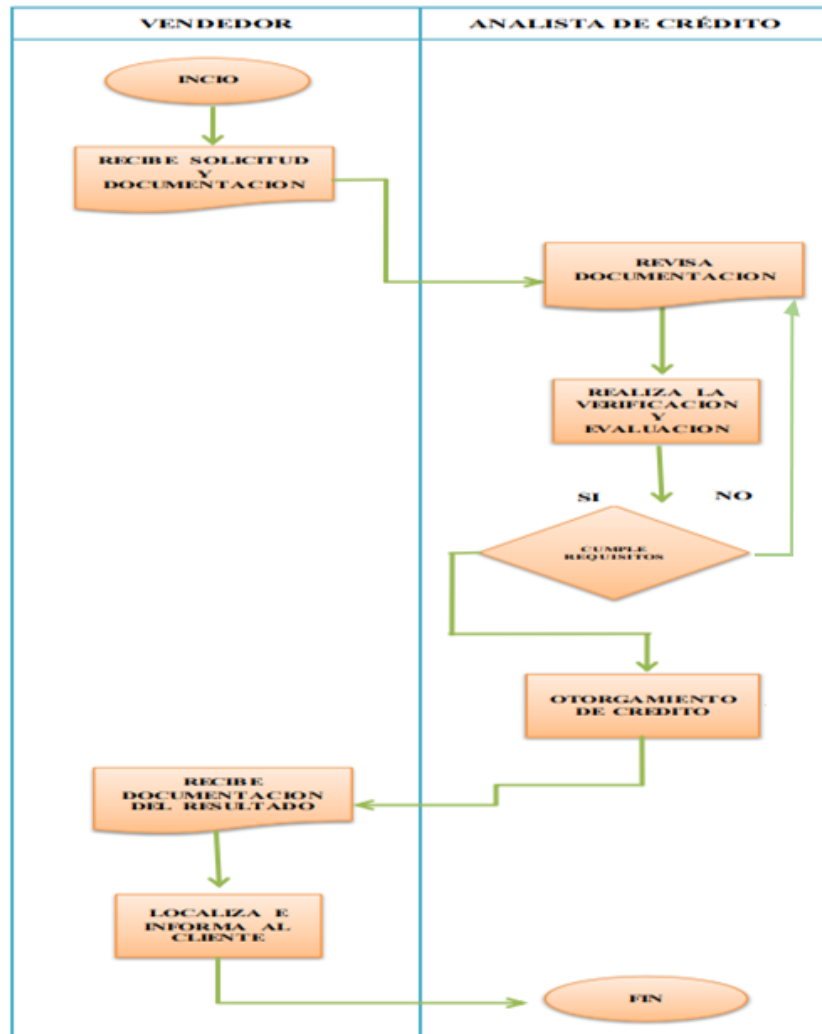 VENDEDOR
ANALISTA DE CRÉDITO
INCIO
RECIBE SOLICITUD
Y
DOCUMENTACION
REVISA
DOCUMENTACION
REALIZA LA
VERIFICACION
Y
EVALUACION
SI
NO
CUMPLE
REQUISITOS
OTORGAMIENTO
DE CREDITO
RECIBE
DOCUMENTACION
DEL RESULTADO
LOCALIZA E
INFORMA AL
CLIENTE
FIN